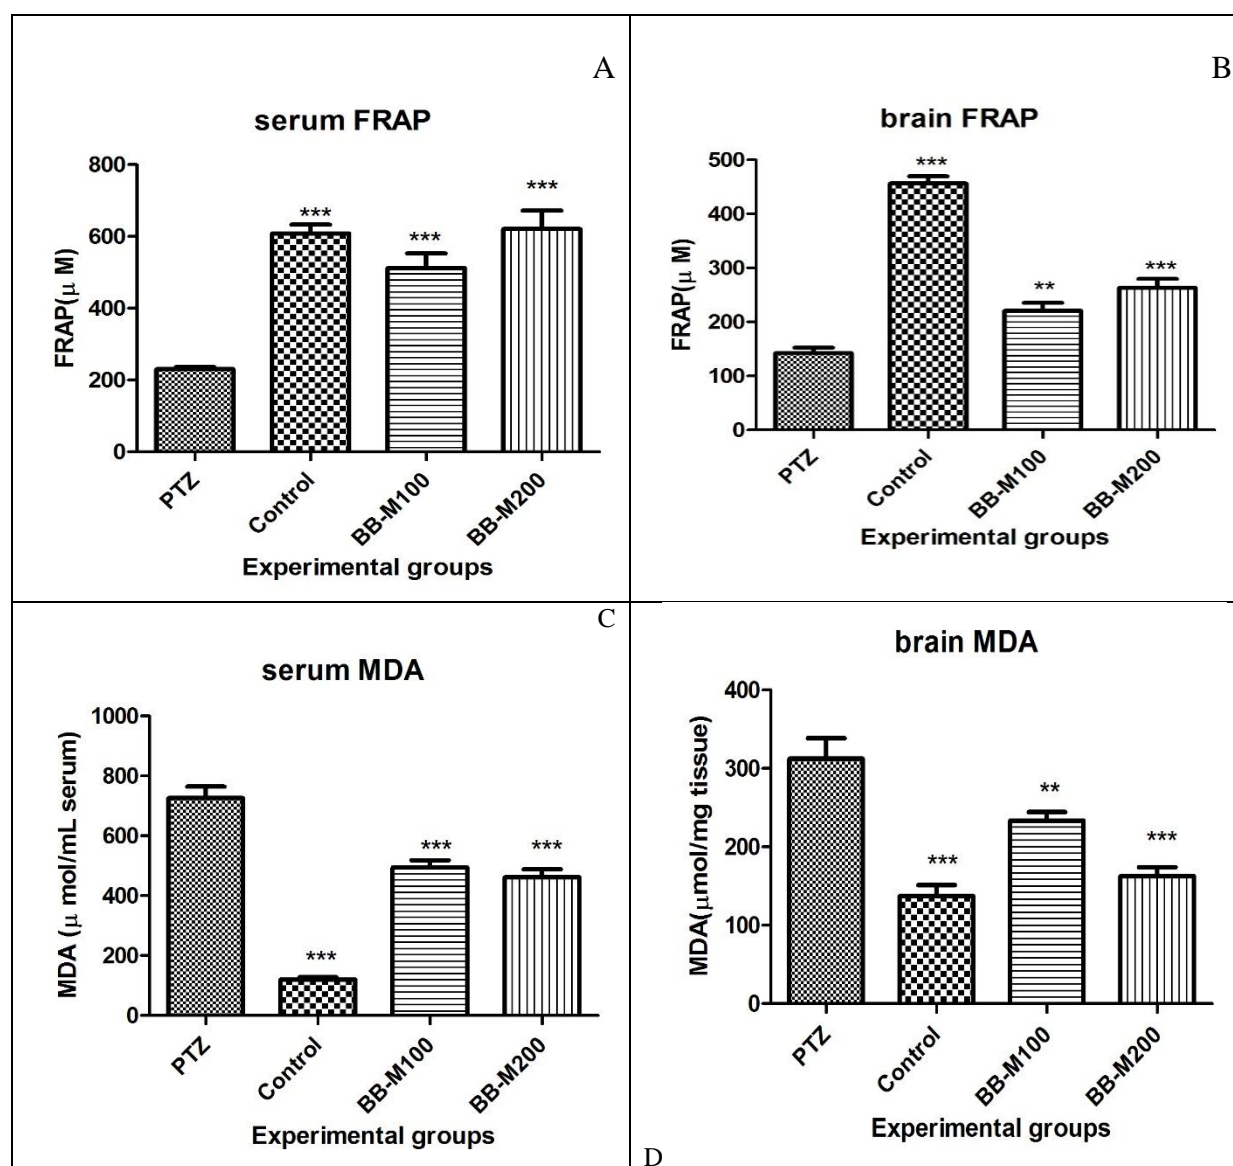 A
serum FRAP
FRAP(μ M)
800
600
400
200
0
***
***
***
PTZ
Control
BB-M100
BB-M200
Experimental groups
B
brain FRAP
FRAP(μ M)
500
400
300
200
100
0
***
**
***
PTZ
Control
BB-M100
BB-M200
Experimental groups
C
serum MDA
MDA (μ mol/mL serum)
1000
800
600
400
200
0
***
***
***
PTZ
Control
BB-M100
BB-M200
Experimental groups
brain MDA
MDA(μmol/mg tissue)
400
300
200
100
0
***
**
***
PTZ
Control
BB-M100
BB-M200
Experimental groups
D